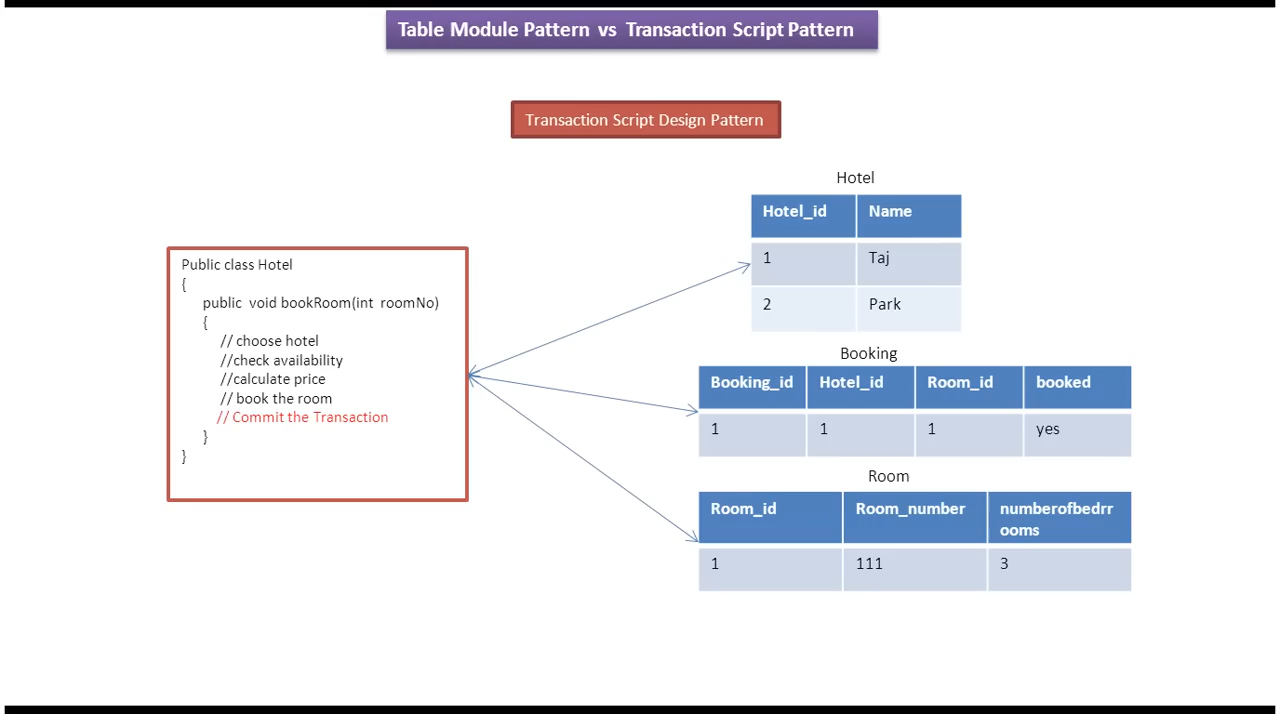 Table Module Pattern vs Transaction Script Pattern
Transaction Script Design Pattern
Public class Hotel
{
public void bookRoom(int roomNo)
{
// choose hotel
//check availability
//calculate price
// book the room
// Commit the Transaction
}
}
Hotel
Hotel_id Name
1 Taj
2 Park
Booking
Booking_id Hotel_id Room_id booked
1 1 1 yes
Room
Room_id Room_number numberofbedrr
ooms
1 111 3